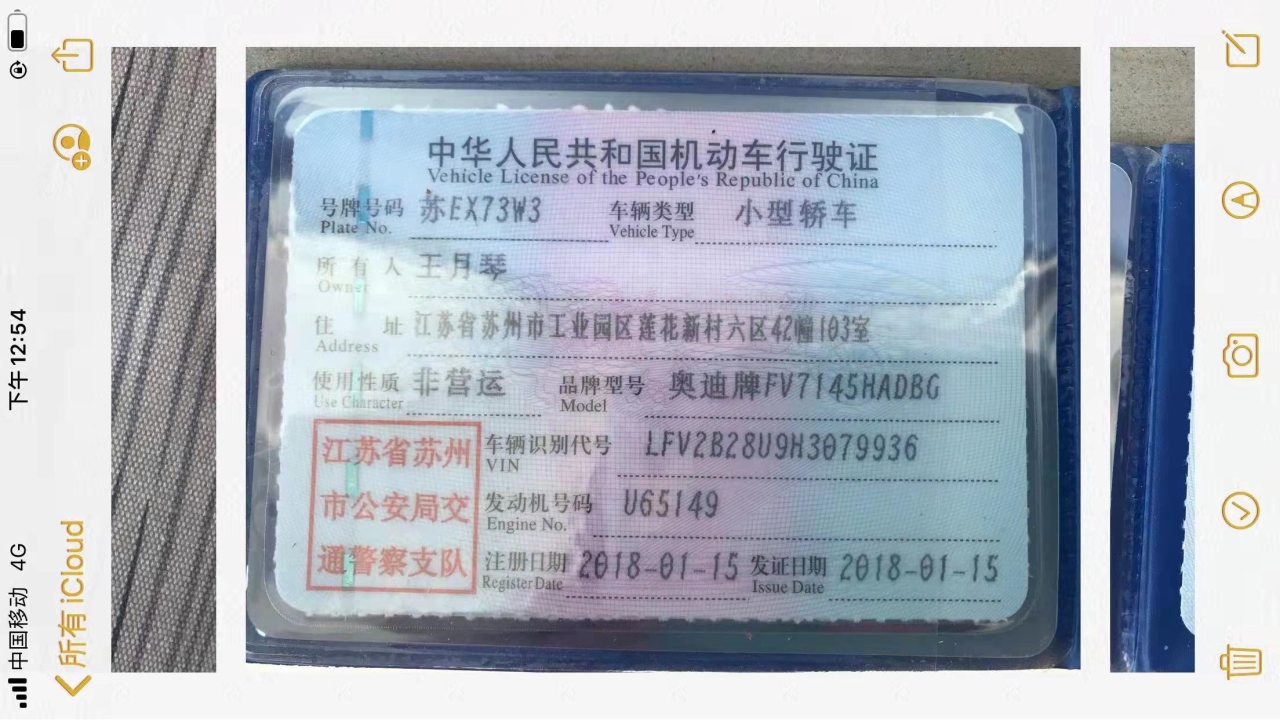 中国移动 4G 下午12:54
所有 iCloud
中华人民共和国机动车行驶证
Vehicle License of the People's Republic of China
号牌号码 苏EX73W3 车辆类型 小型轿车
Plate No. Vehicle Type
所有人 王月琴
Owner
住址 江苏省苏州市工业园区莲花新村六区42幢103室
Address
使用性质 非营运 品牌型号 奥迪牌FV7145HADBG
Use Character Model
江苏省苏州
市公安局交
通警察支队
车辆识别代号 LFV2B28U9H3079936
VIN
发动机号码 U65149
Engine No.
注册日期 2018-01-15 发证日期 2018-01-15
Register Date Issue Date